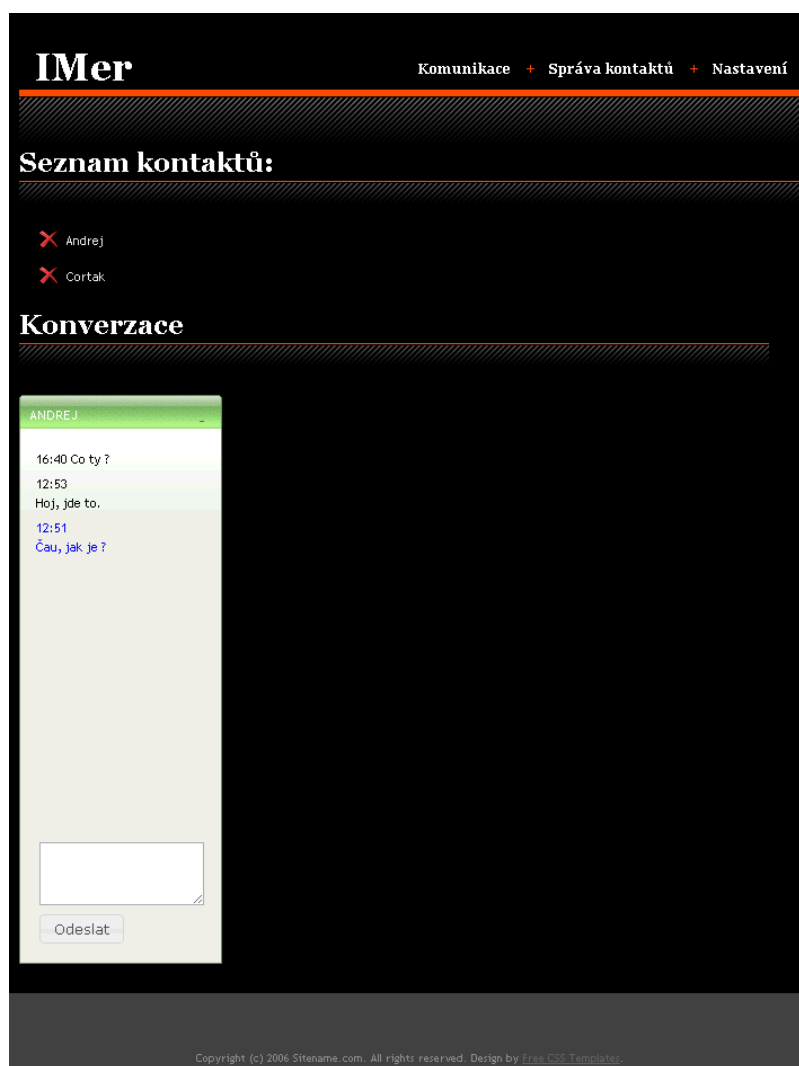 IMer
Komunikace + Správa kontaktů + Nastavení
Seznam kontaktů:
Andrej
Cortak
Konverzace
ANDREJ _
16:40 Co ty ?
12:53
Hoj, jde to.
12:51
Čau, jak je ?
Odeslat
Copyright (c) 2006 Sitename.com. All rights reserved. Design by Free CSS Templates.